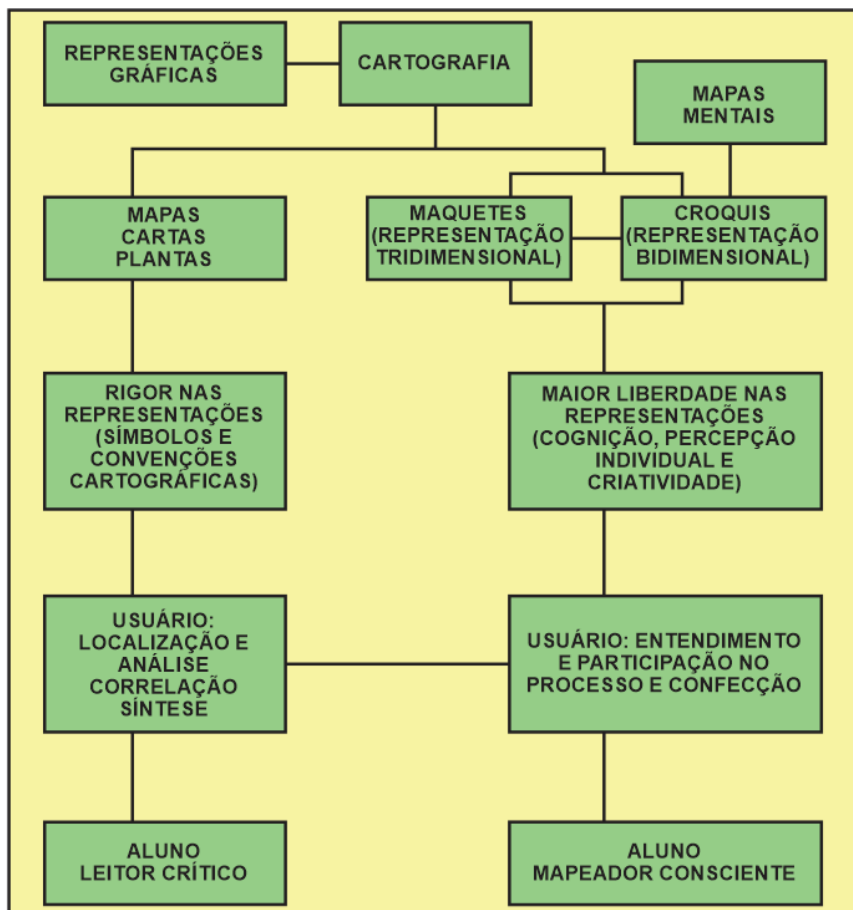 REPRESENTAÇÕES
GRÁFICAS
CARTOGRAFIA
MAPAS
MENTAIS
MAPAS
CARTAS
PLANTAS
MAQUETES
(REPRESENTAÇÃO
TRIDIMENSIONAL)
CROQUIS
(REPRESENTAÇÃO
BIDIMENSIONAL)
RIGOR NAS
REPRESENTAÇÕES
(SÍMBOLOS E
CONVENÇÕES
CARTOGRÁFICAS)
MAIOR LIBERDADE NAS
REPRESENTAÇÕES
(COGNIÇÃO, PERCEPÇÃO
INDIVIDUAL E
CRIATIVIDADE)
USUÁRIO:
LOCALIZAÇÃO E
ANÁLISE
CORRELAÇÃO
SÍNTESE
USUÁRIO: ENTENDIMENTO
E PARTICIPAÇÃO NO
PROCESSO E CONFECÇÃO
ALUNO
LEITOR CRÍTICO
ALUNO
MAPEADOR CONSCIENTE